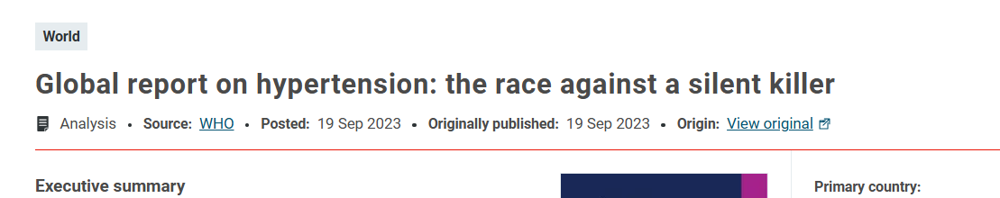 World
Global report on hypertension: the race against a silent killer
Analysis • Source: WHO • Posted: 19 Sep 2023 • Originally published: 19 Sep 2023 • Origin: View original
Executive summary
Primary country: